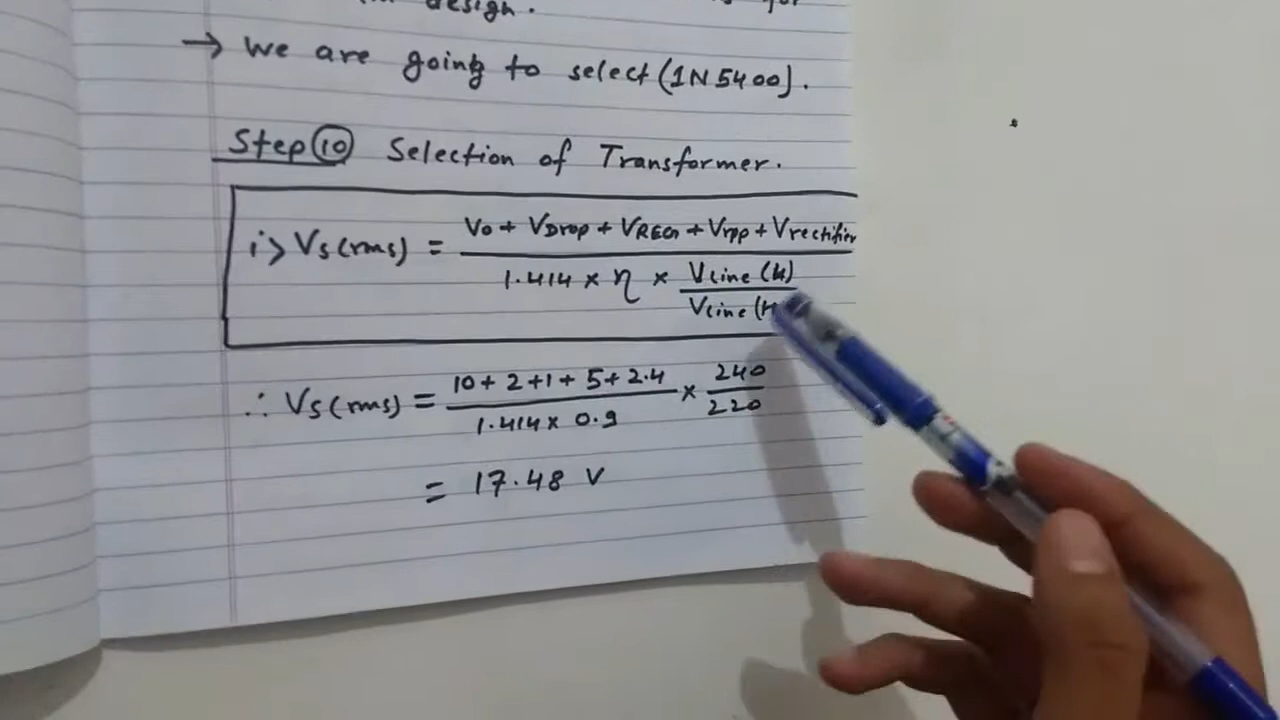 design.
→ We are going to select (1N5400).
Step 10 Selection of Transformer.
i> Vs(rms) = Vo + VDrop + VREG + Vrpp + Vrectifier
1.414 × η × Vline (
Vline (
∴ Vs(rms) = 10 + 2 + 1 + 5 + 2.4 / 1.414 × 0.9 × 240 / 220
= 17.48 V